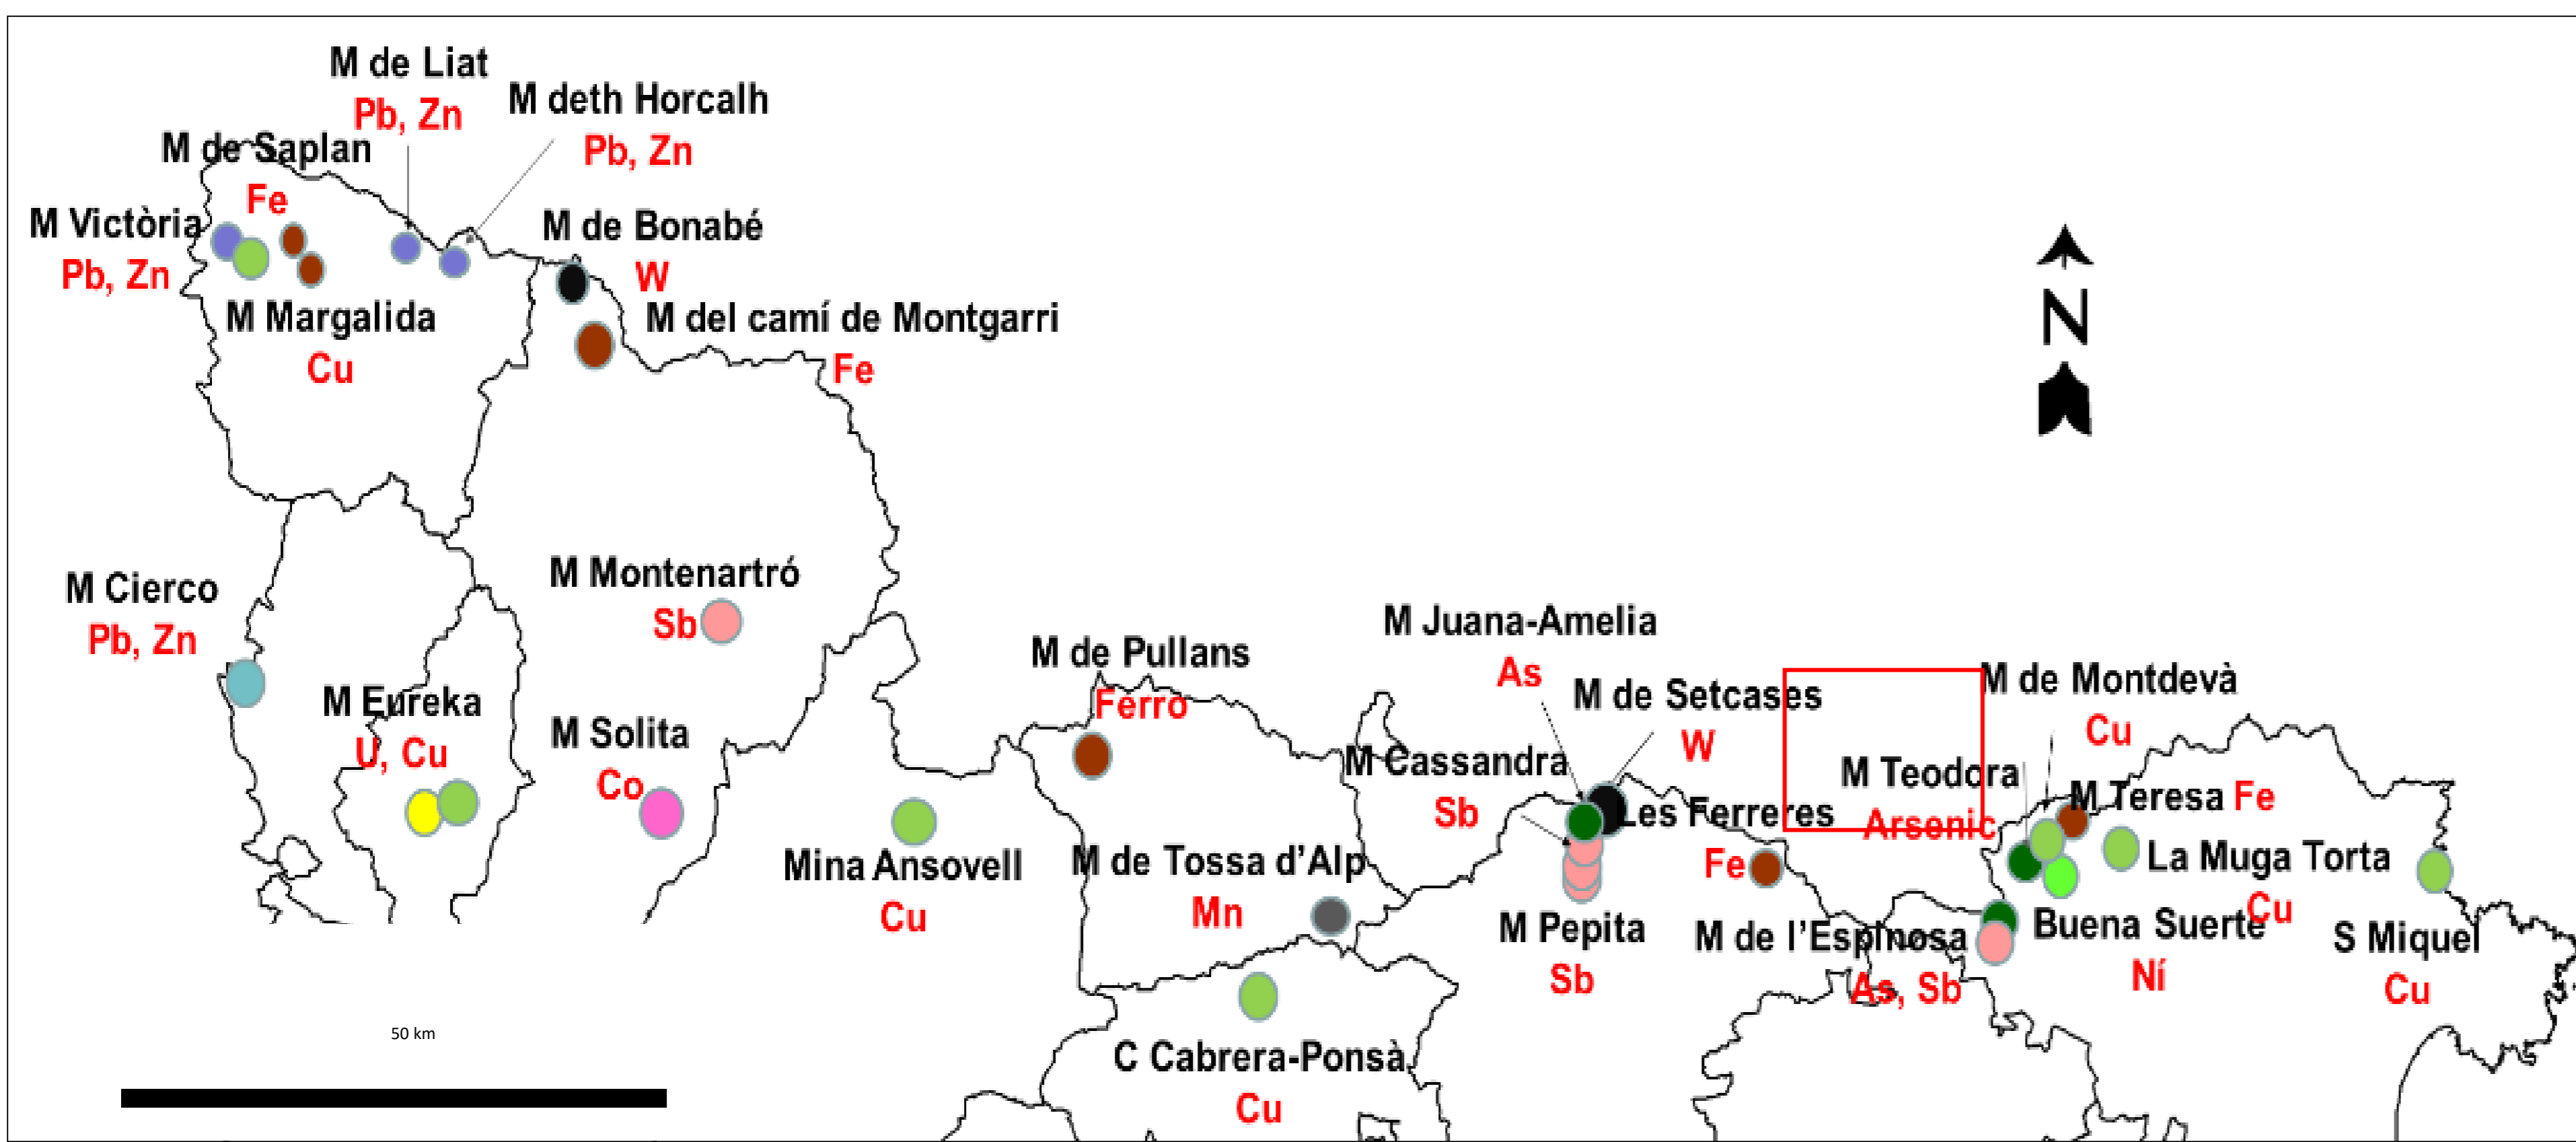 M de Liat
Pb, Zn
M deth Horcalh
Pb, Zn
M de Saplan
Fe
M Victòria
Pb, Zn
M de Bonabé
W
M Margalida
Cu
M del camí de Montgarri
Fe
N
M Cierco
Pb, Zn
M Montenartró
Sb
M Eureka
U, Cu
M Solita
Co
Mina Ansovell
Cu
M de Pullans
Ferro
M de Tossa d’Alp
Mn
C Cabrera-Ponsà
Cu
M Juana-Amelia
As
M de Setcases
W
M Cassandra
Sb
Les Ferreres
Fe
M Pepita
Sb
M de Montdevà
Cu
M Teodora
Arsenic
M Teresa Fe
La Muga Torta
Cu
M de l’Espinosa
As, Sb
Buena Suerte
Ní
S Miquel
Cu
50 km